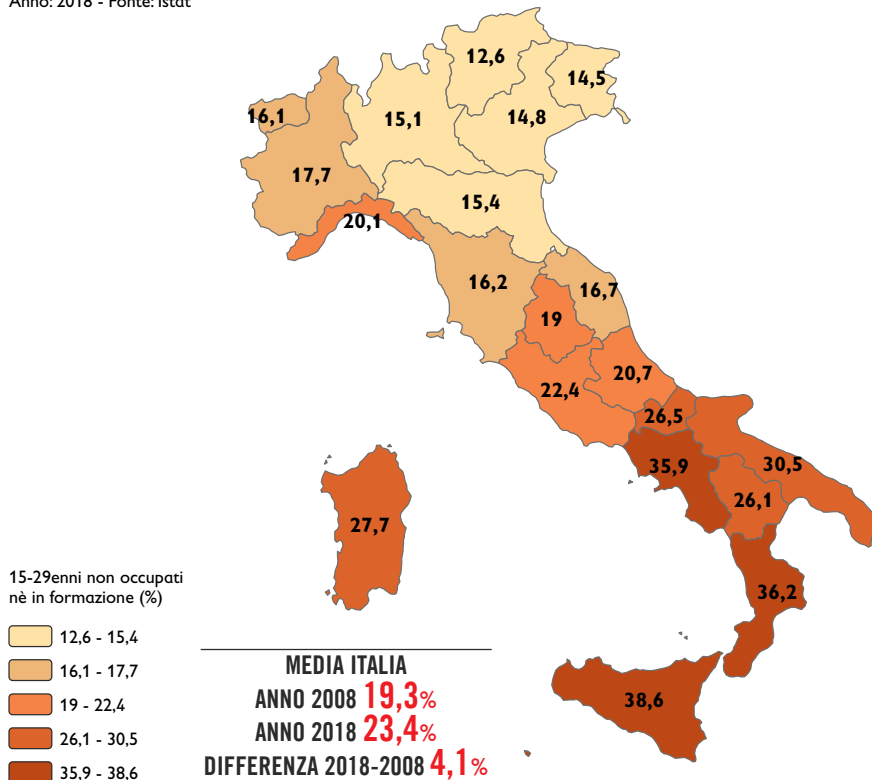 Anno: 2018 - Fonte: Istat
12,6
14,5
16,1
15,1
14,8
17,7
15,4
20,1
16,2
16,7
19
20,7
22,4
26,5
35,9
30,5
26,1
27,7
36,2
38,6
15-29enni non occupati
nè in formazione (%)
12,6 - 15,4
16,1 - 17,7
19 - 22,4
26,1 - 30,5
35,9 - 38,6
MEDIA ITALIA
ANNO 2008 19,3%
ANNO 2018 23,4%
DIFFERENZA 2018-2008 4,1%